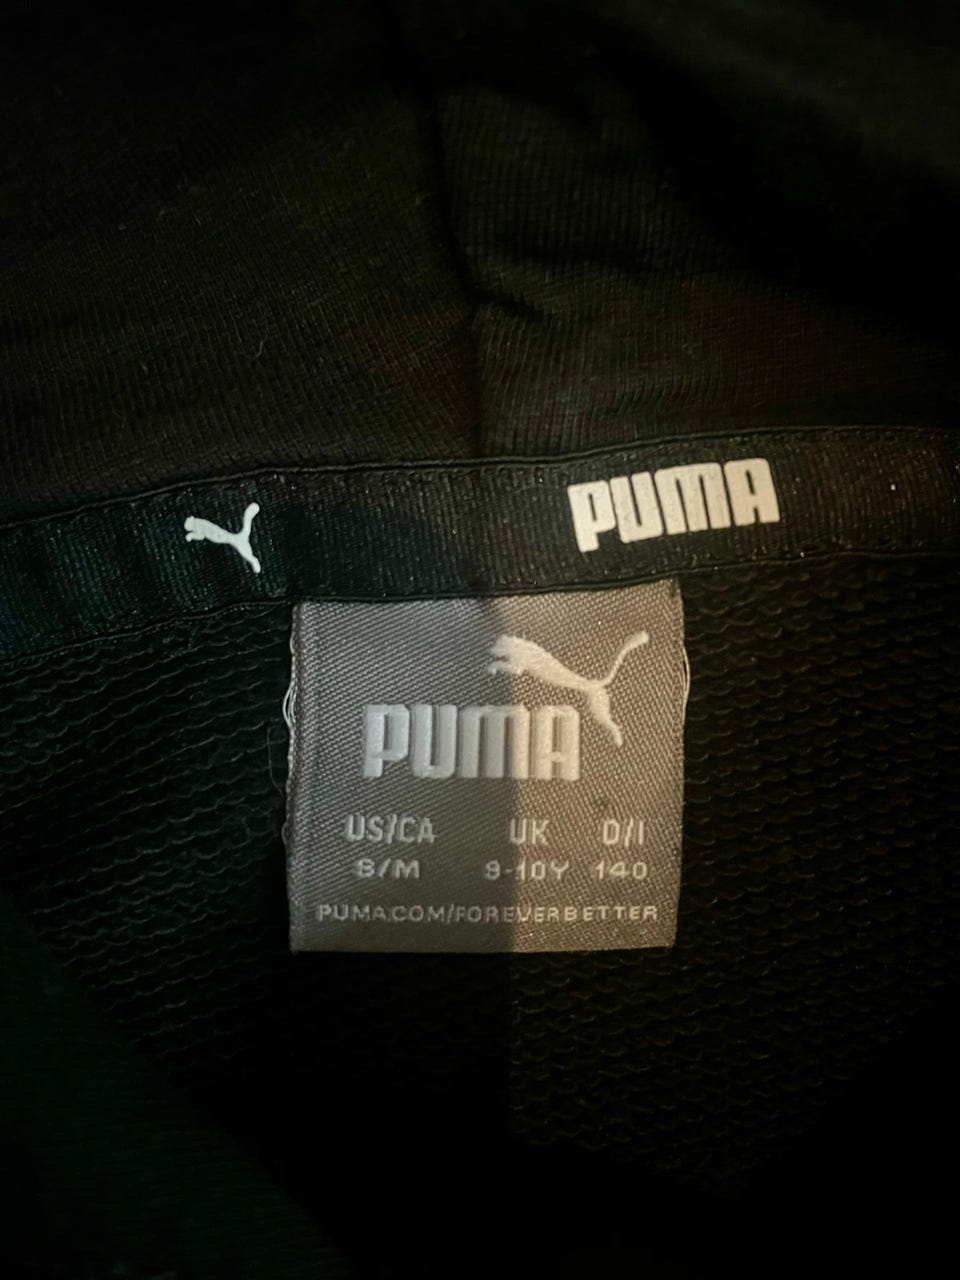 PUMA
PUMA
US/CA UK D/I
S/M 9-10Y 140
PUMA.COM/FOREVERBETTER